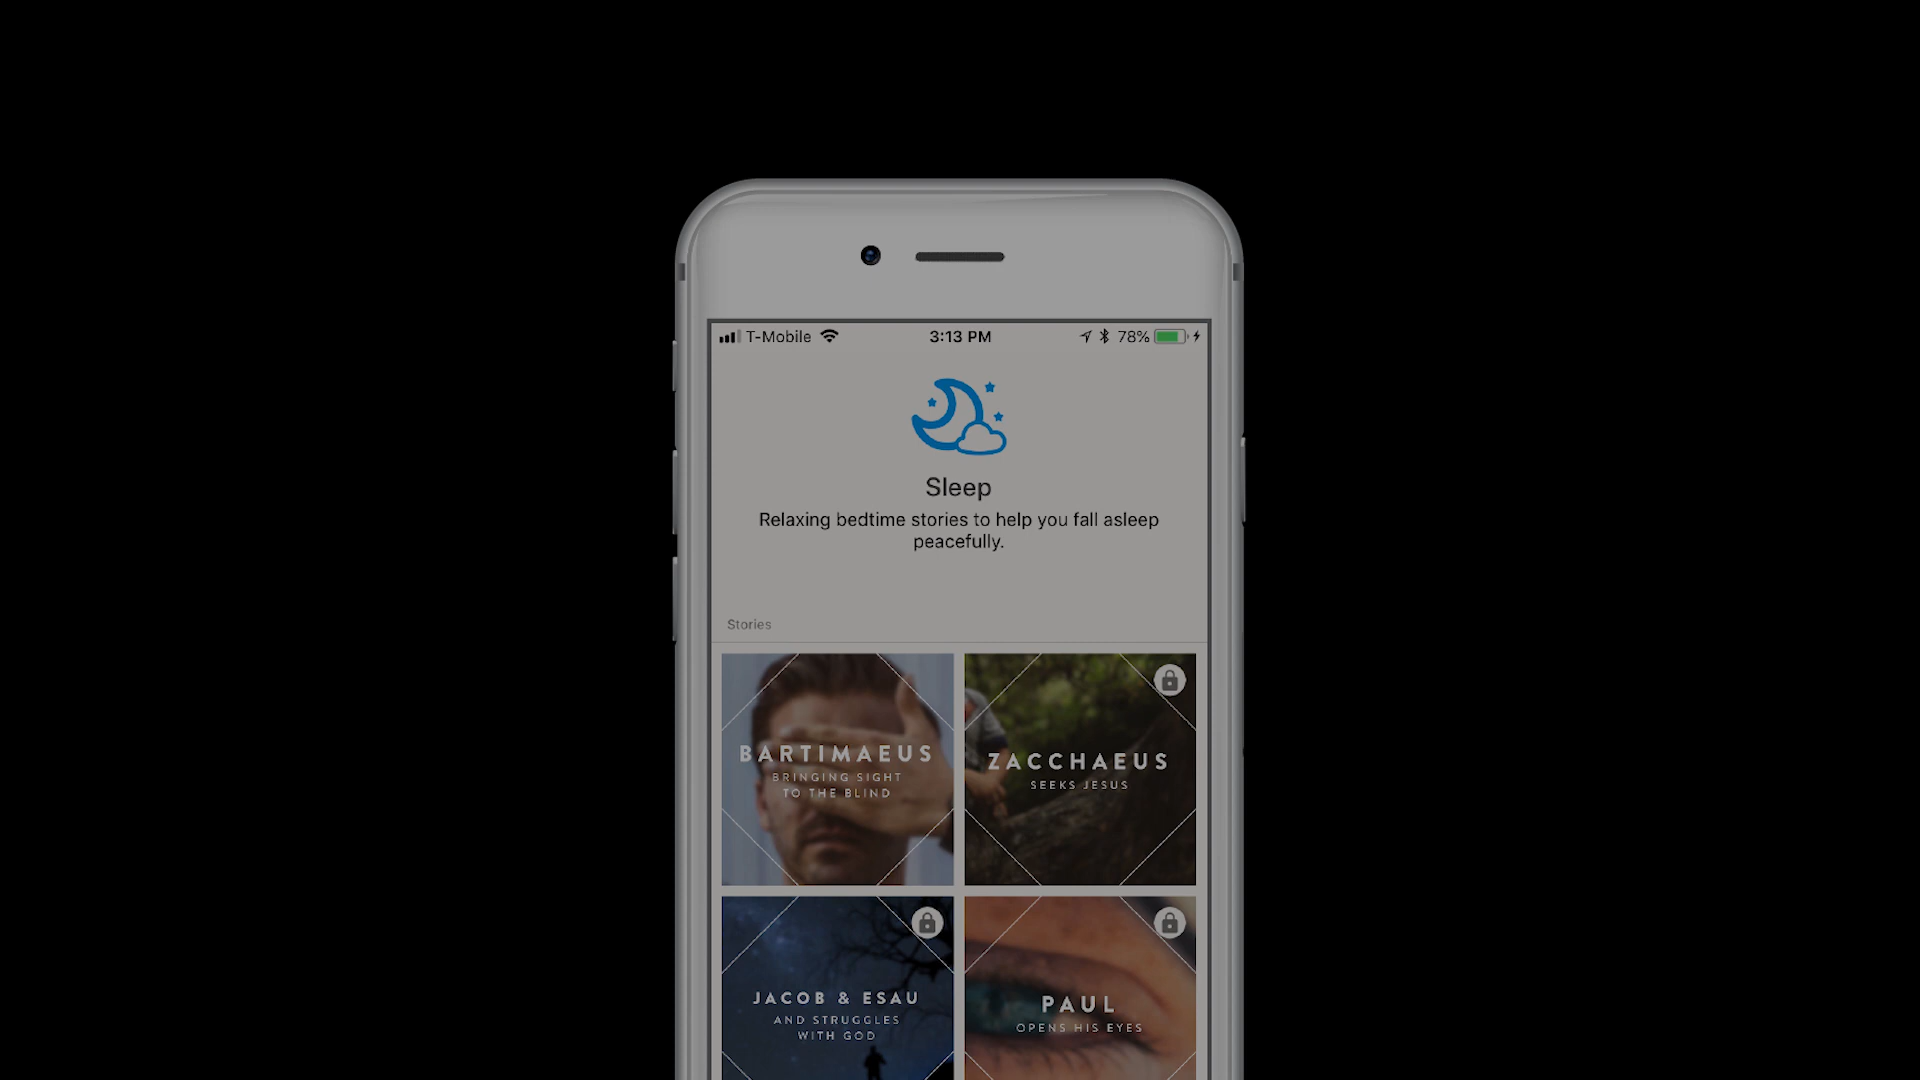 T-Mobile 3:13 PM 78%
Sleep
Relaxing bedtime stories to help you fall asleep
peacefully.
Stories
BARTIMAEUS
BRINGING SIGHT
TO THE BLIND
ZACCHAEUS
SEEKS JESUS
JACOB & ESAU
AND STRUGGLES
WITH GOD
PAUL
OPENS HIS EYES